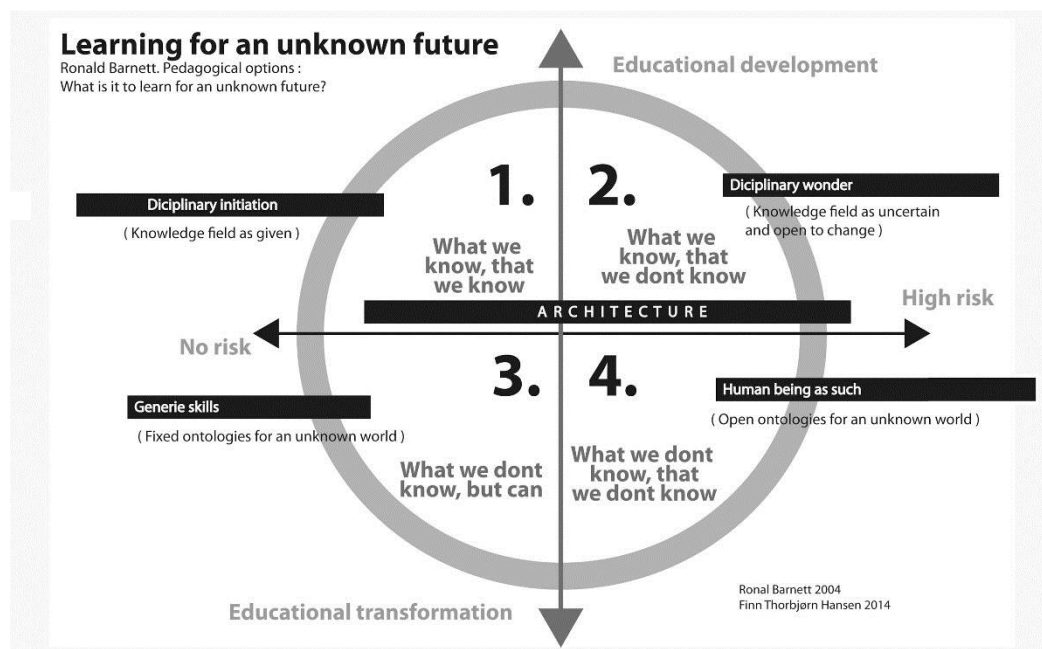 Learning for an unknown future
Ronald Barnett. Pedagogical options :
What is it to learn for an unknown future?
Educational development
1.
2.
Diciplinary initiation
( Knowledge field as given )
Diciplinary wonder
( Knowledge field as uncertain
and open to change )
What we
know, that
we know
What we
know, that
we dont know
ARCHITECTURE
No risk
High risk
3.
4.
Generie skills
( Fixed ontologies for an unknown world )
Human being as such
( Open ontologies for an unknown world )
What we dont
know, but can
What we dont
know, that
we dont know
Educational transformation
Ronal Barnett 2004
Finn Thorbjørn Hansen 2014